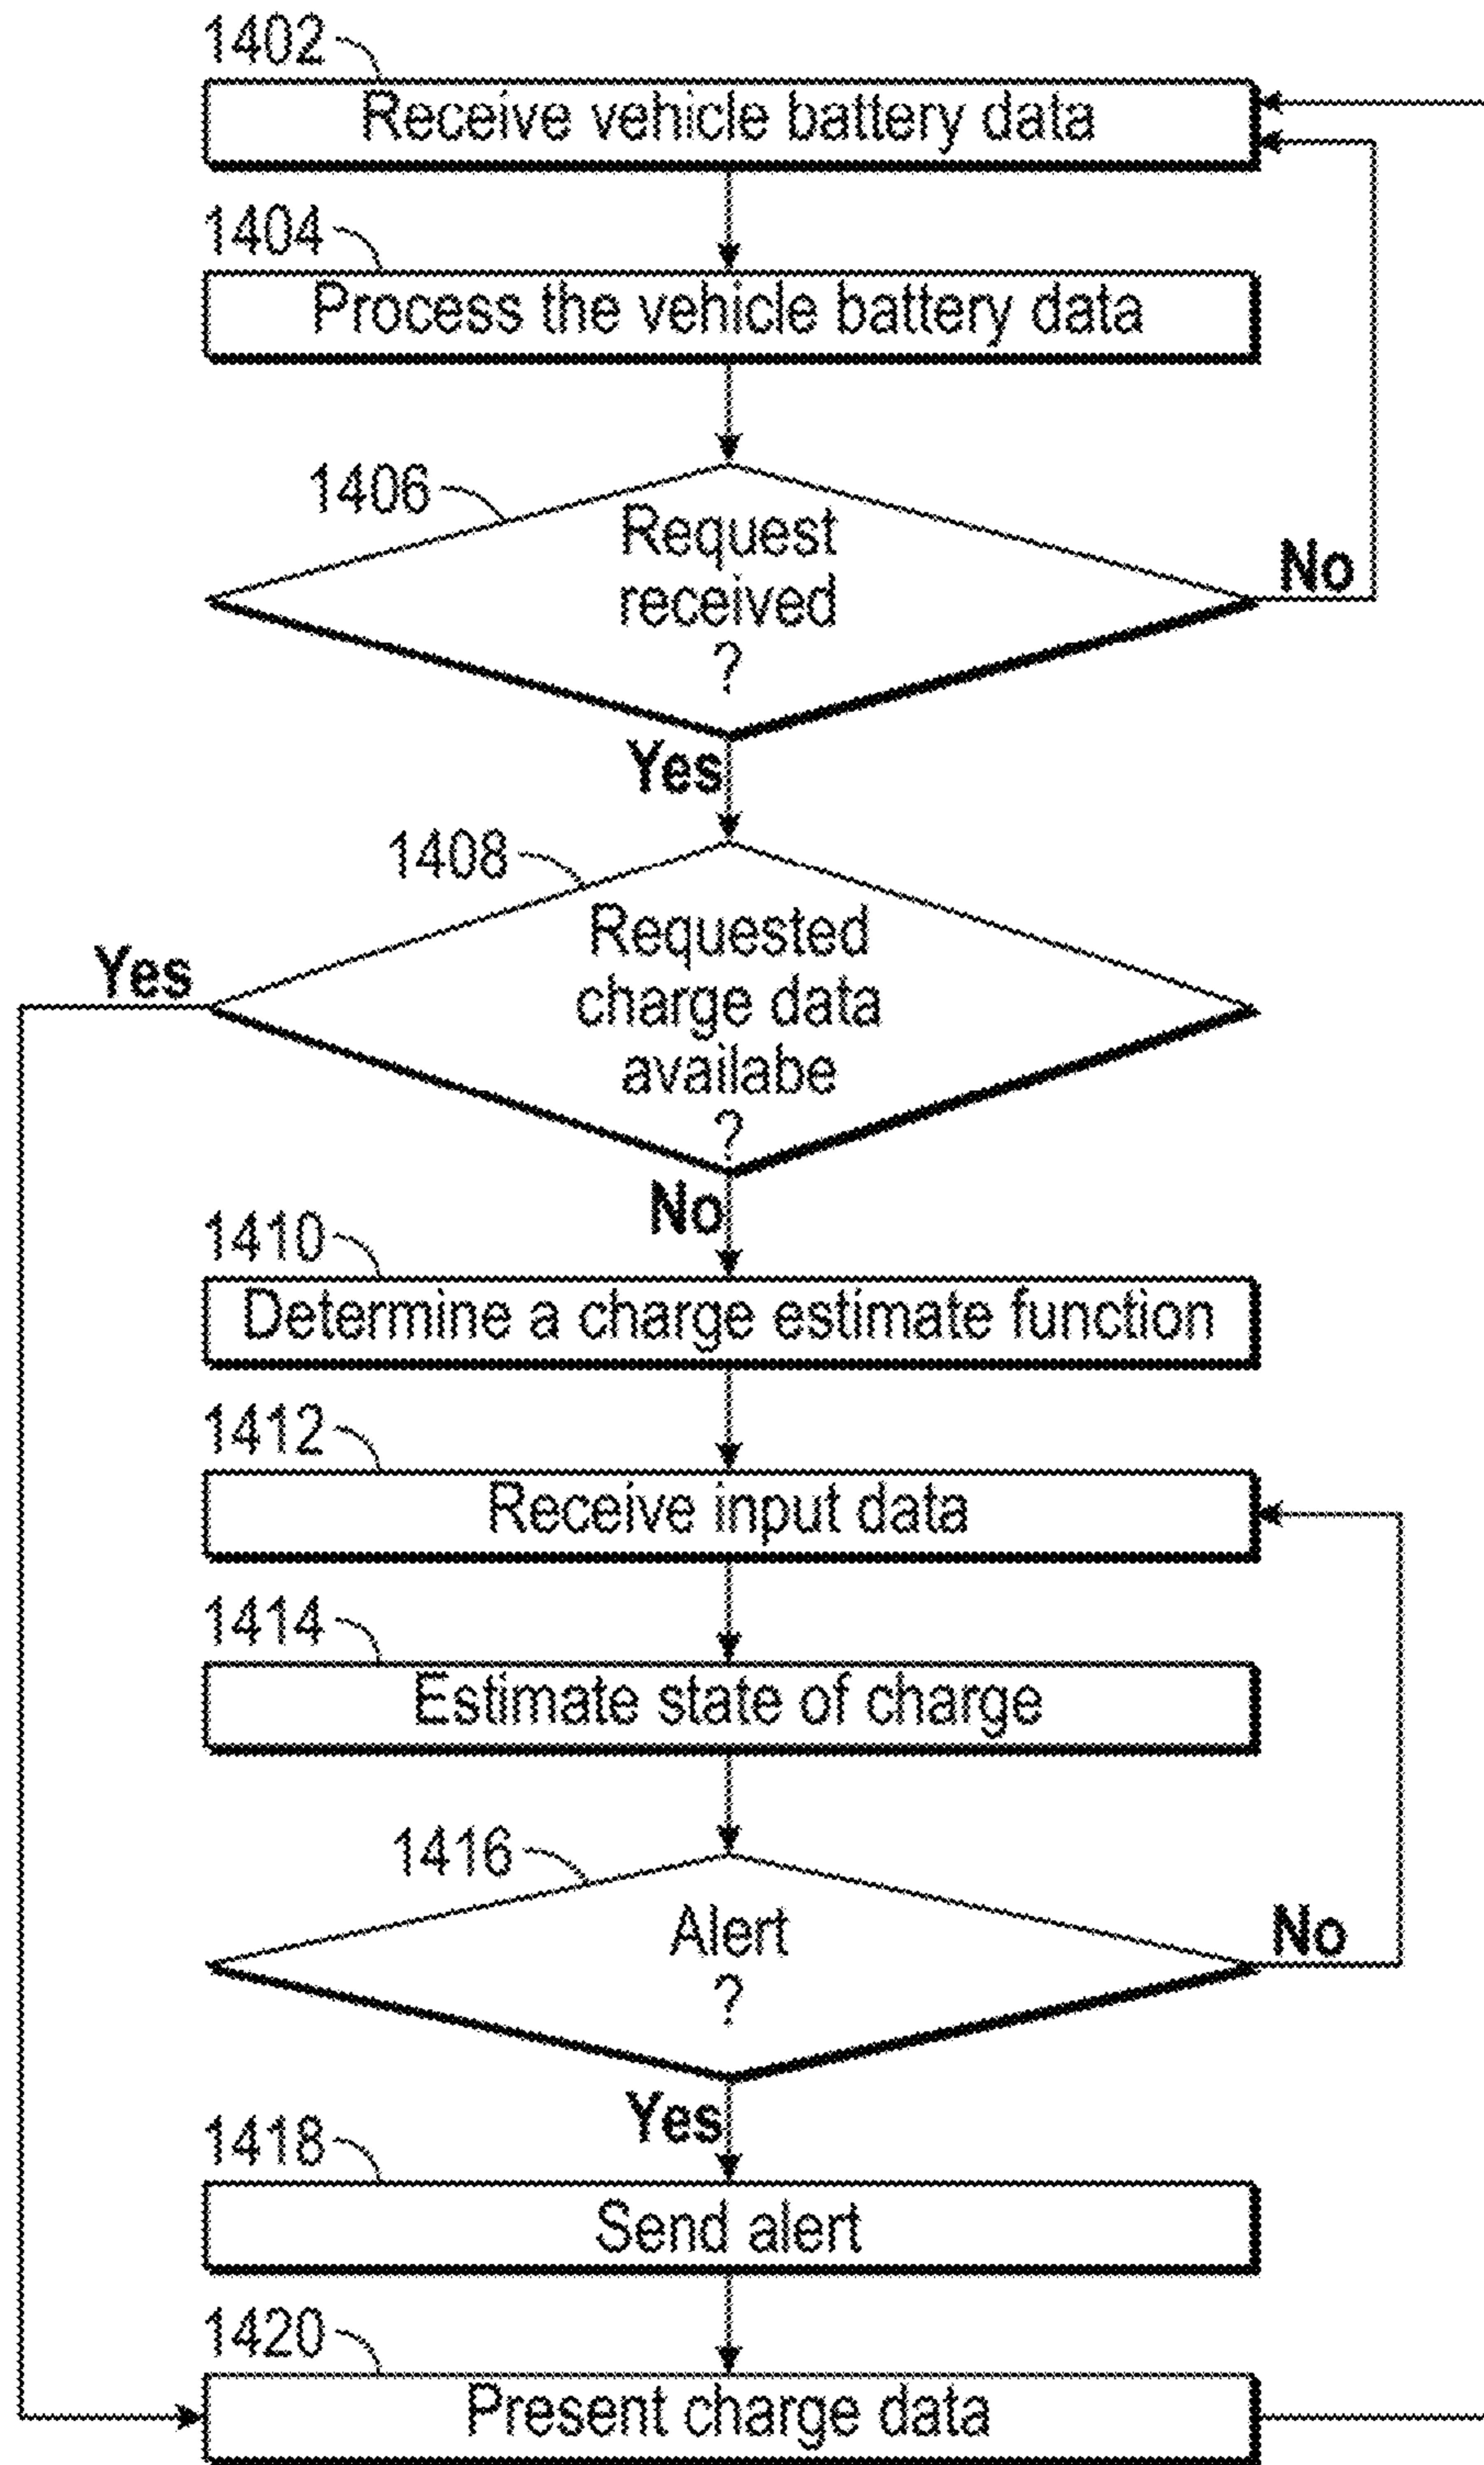 1402
Receive vehicle battery data
1404
Process the vehicle battery data
1406
Request
received
?
No
Yes
1408
Requested
charge data
availabe
?
Yes
No
1410
Determine a charge estimate function
1412
Receive input data
1414
Estimate state of charge
1416
Alert
?
No
Yes
1418
Send alert
1420
Present charge data